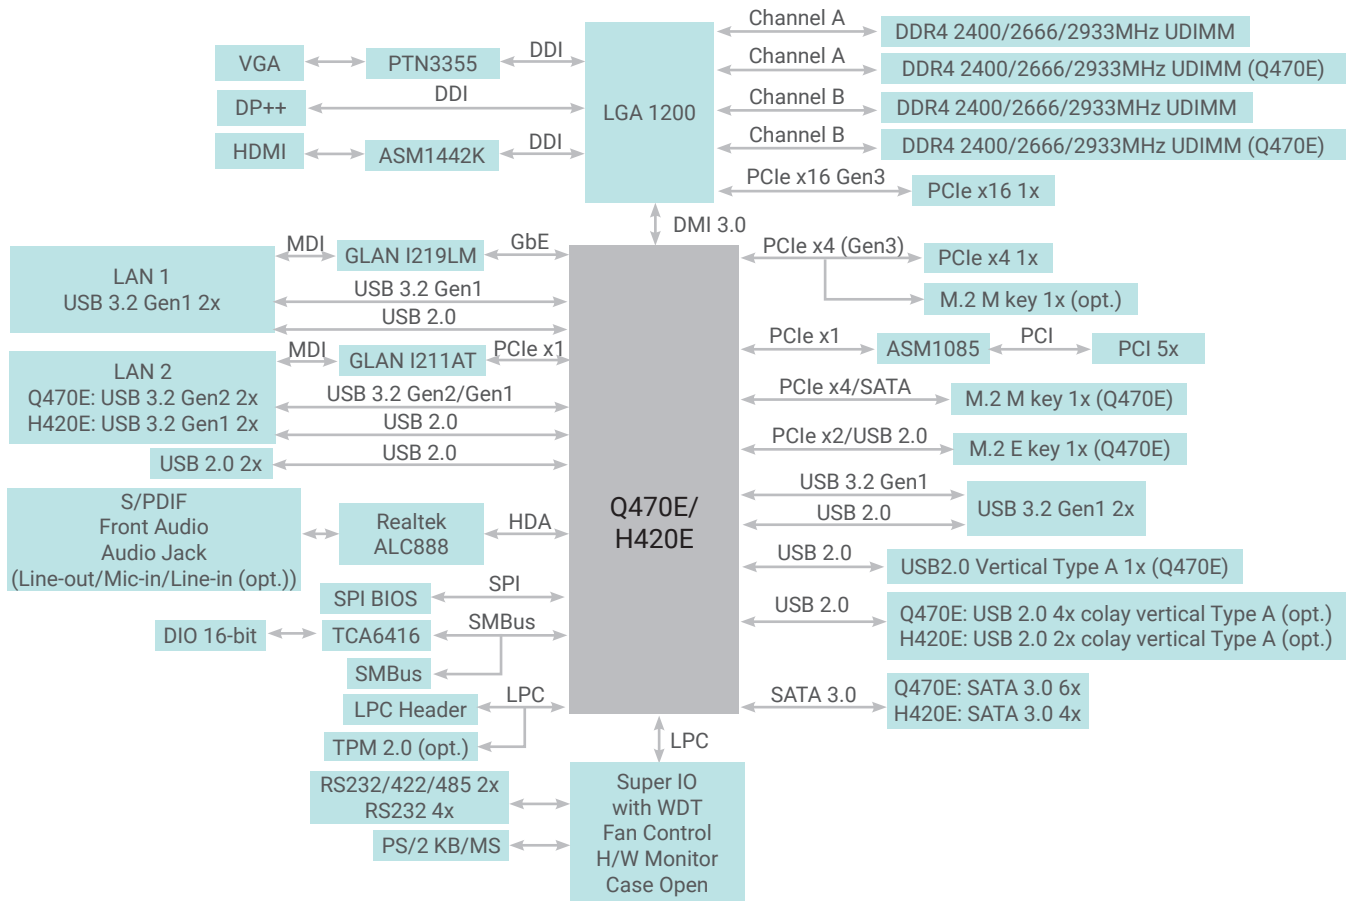 Channel A
DDR4 2400/2666/2933MHz UDIMM
VGA
PTN3355
DDI
Channel A
DDR4 2400/2666/2933MHz UDIMM (Q470E)
DP++
DDI
LGA 1200
Channel B
DDR4 2400/2666/2933MHz UDIMM
HDMI
ASM1442K
DDI
Channel B
DDR4 2400/2666/2933MHz UDIMM (Q470E)
PCIe x16 Gen3
PCIe x16 1x
DMI 3.0
LAN 1
USB 3.2 Gen1 2x
MDI
GLAN I219LM
GbE
USB 3.2 Gen1
USB 2.0
PCIe x4 (Gen3)
PCIe x4 1x
M.2 M key 1x (opt.)
LAN 2
Q470E: USB 3.2 Gen2 2x
H420E: USB 3.2 Gen1 2x
MDI
GLAN I211AT
PCIe x1
USB 3.2 Gen2/Gen1
USB 2.0
PCIe x1
ASM1085
PCI
PCI 5x
PCIe x4/SATA
M.2 M key 1x (Q470E)
USB 2.0 2x
USB 2.0
PCIe x2/USB 2.0
M.2 E key 1x (Q470E)
Q470E/
H420E
S/PDIF
Front Audio
Audio Jack
(Line-out/Mic-in/Line-in (opt.))
Realtek
ALC888
HDA
USB 3.2 Gen1
USB 2.0
USB 3.2 Gen1 2x
USB 2.0
USB2.0 Vertical Type A 1x (Q470E)
SPI BIOS
SPI
USB 2.0
Q470E: USB 2.0 4x colay vertical Type A (opt.)
H420E: USB 2.0 2x colay vertical Type A (opt.)
DIO 16-bit
TCA6416
SMBus
SMBus
LPC Header
LPC
SATA 3.0
Q470E: SATA 3.0 6x
H420E: SATA 3.0 4x
TPM 2.0 (opt.)
LPC
RS232/422/485 2x
RS232 4x
PS/2 KB/MS
Super IO
with WDT
Fan Control
H/W Monitor
Case Open